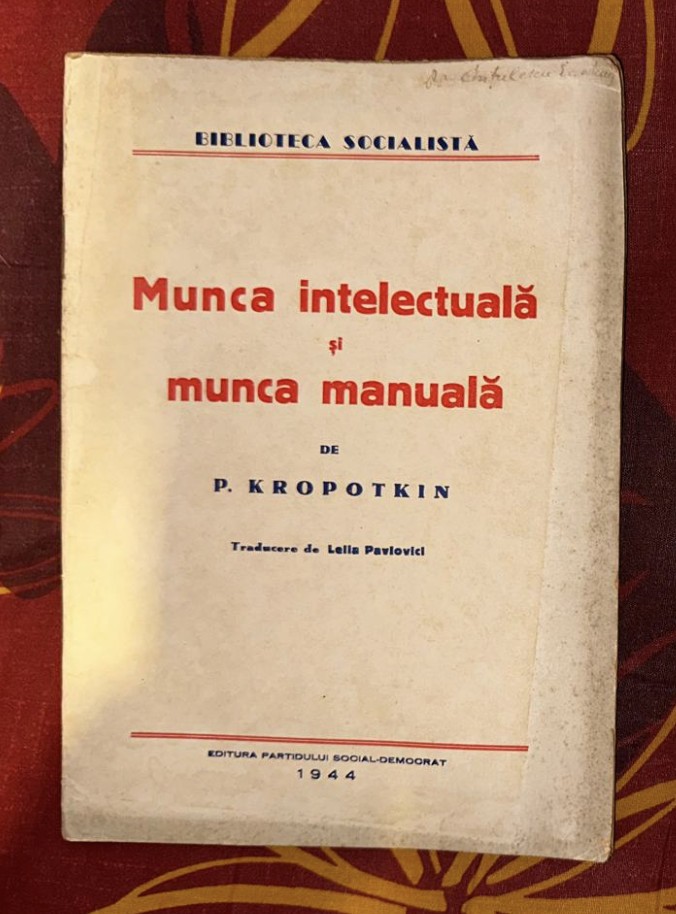 BIBLIOTECA SOCIALISTĂ
Munca intelectuală
și
munca manuală
DE
P. KROPOTKIN
Traducere de Lelia Pavlovici
EDITURA PARTIDULUI SOCIAL-DEMOCRAT
1944